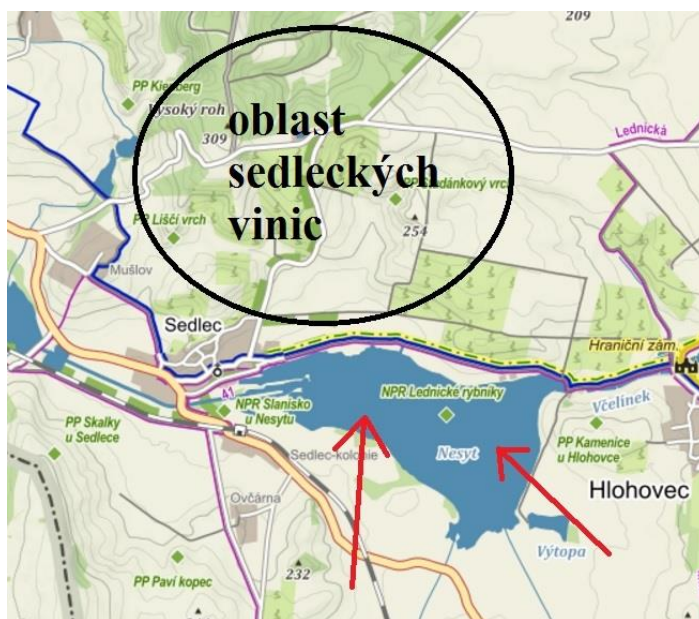 209
PP Kienberg
Vysoký roh
309
oblast
sedleckých
vinic
Lednická
254
PP Liščí vrch
Mušlov
Sedlec
Hraniční zám.
41
NPR Slanisko
u Nesytu
NPR Lednické rybníky
Včelínek
PP Skalky
u Sedlece
Sedlec-kolonie
Nesyt
PP Kamenice
u Hlohovce
Hlohovec
Ovčárna
Výtopa
PP Paví kopec
232